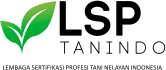 LSP
TANINDO
LEMBAGA SERTIFIKASI PROFESI TANI NELAYAN INDONESIA